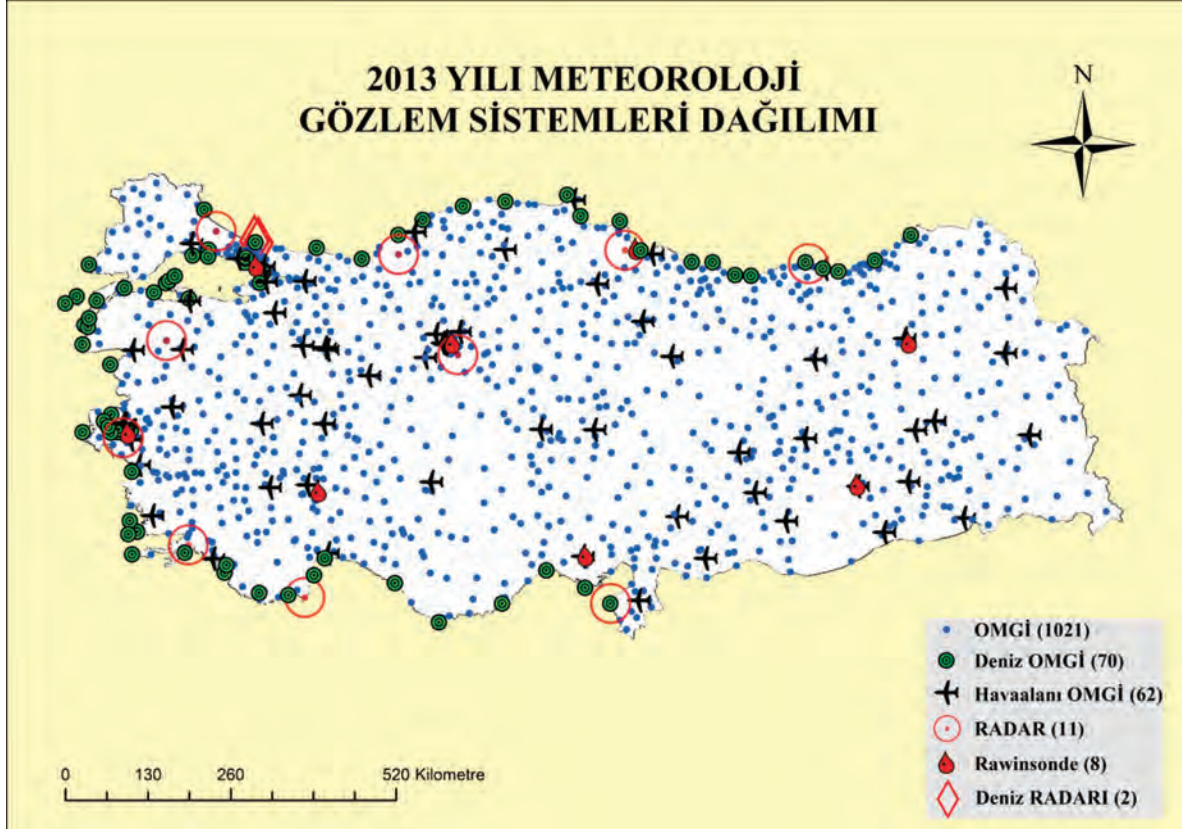 2013 YILI METEOROLOJİ
GÖZLEM SİSTEMLERİ DAĞILIMI
N
OMGİ (1021)
Deniz OMGİ (70)
Havaalanı OMGİ (62)
RADAR (11)
Rawinsonde (8)
Deniz RADARI (2)
0 130 260 520 Kilometre